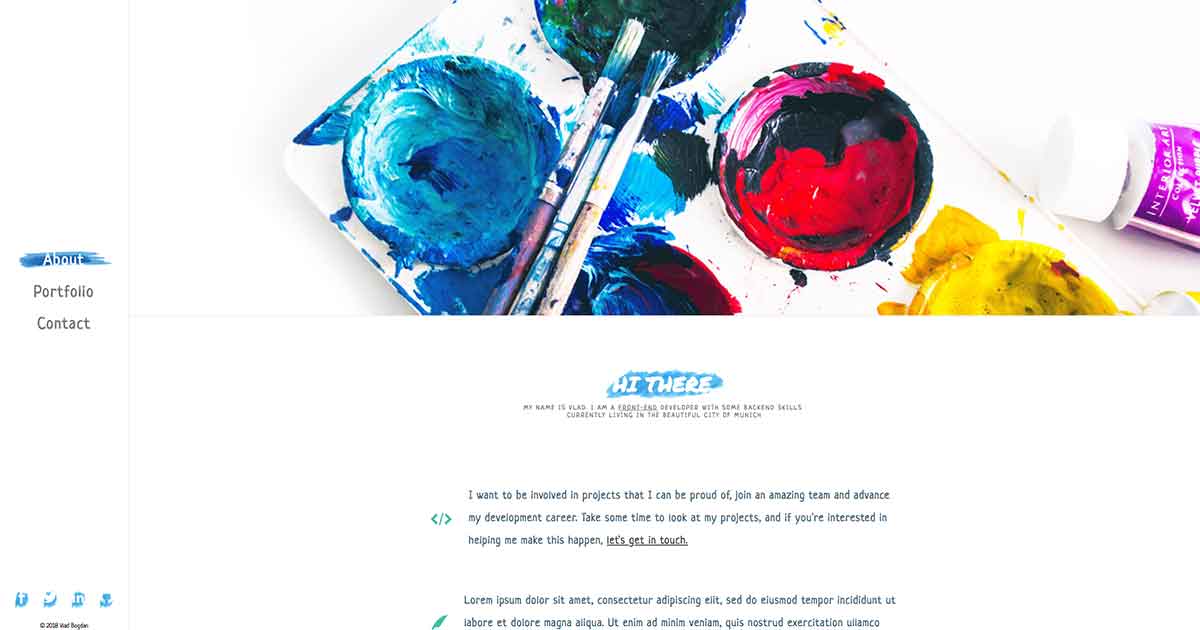 About
Portfolio
Contact
© 2018 Vlad Bogdan
INTERIOR ART
COLLECTION
HI THERE
MY NAME IS VLAD. I AM A FRONT-END DEVELOPER WITH SOME BACKEND SKILLS
CURRENTLY LIVING IN THE BEAUTIFUL CITY OF MUNICH
I want to be involved in projects that I can be proud of, join an amazing team and advance
my development career. Take some time to look at my projects, and if you're interested in
helping me make this happen, let's get in touch.
Lorem ipsum dolor sit amet, consectetur adipiscing elit, sed do eiusmod tempor incididunt ut
labore et dolore magna aliqua. Ut enim ad minim veniam, quis nostrud exercitation ullamco